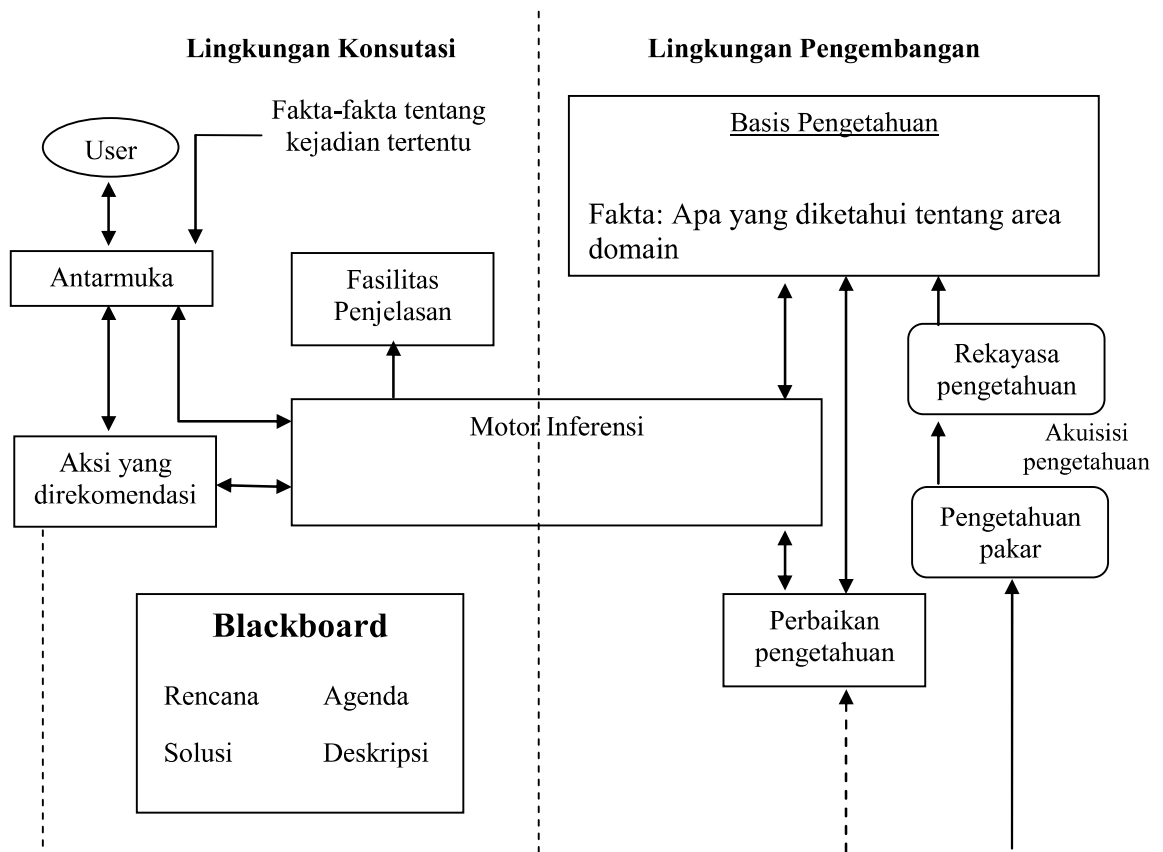 Lingkungan Konsutasi
Lingkungan Pengembangan
Fakta-fakta tentang
kejadian tertentu
User
Basis Pengetahuan
Fakta: Apa yang diketahui tentang area
domain
Antarmuka
Fasilitas
Penjelasan
Rekayasa
pengetahuan
Motor Inferensi
Akuisisi
pengetahuan
Aksi yang
direkomendasi
Pengetahuan
pakar
Blackboard
Rencana Agenda
Solusi Deskripsi
Perbaikan
pengetahuan